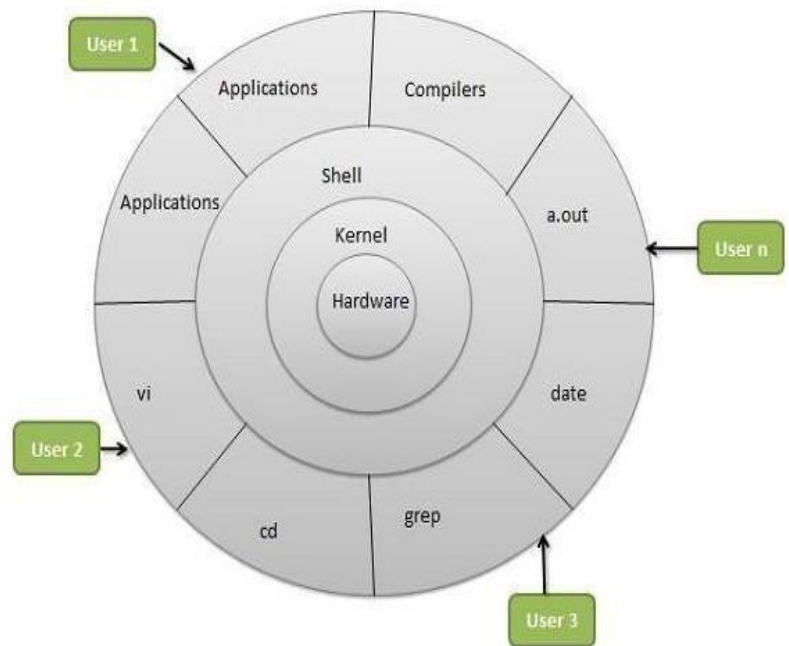 User 1
Applications
Compilers
Shell
Applications
a.out
Kernel
User n
Hardware
vi
date
User 2
cd
grep
User 3